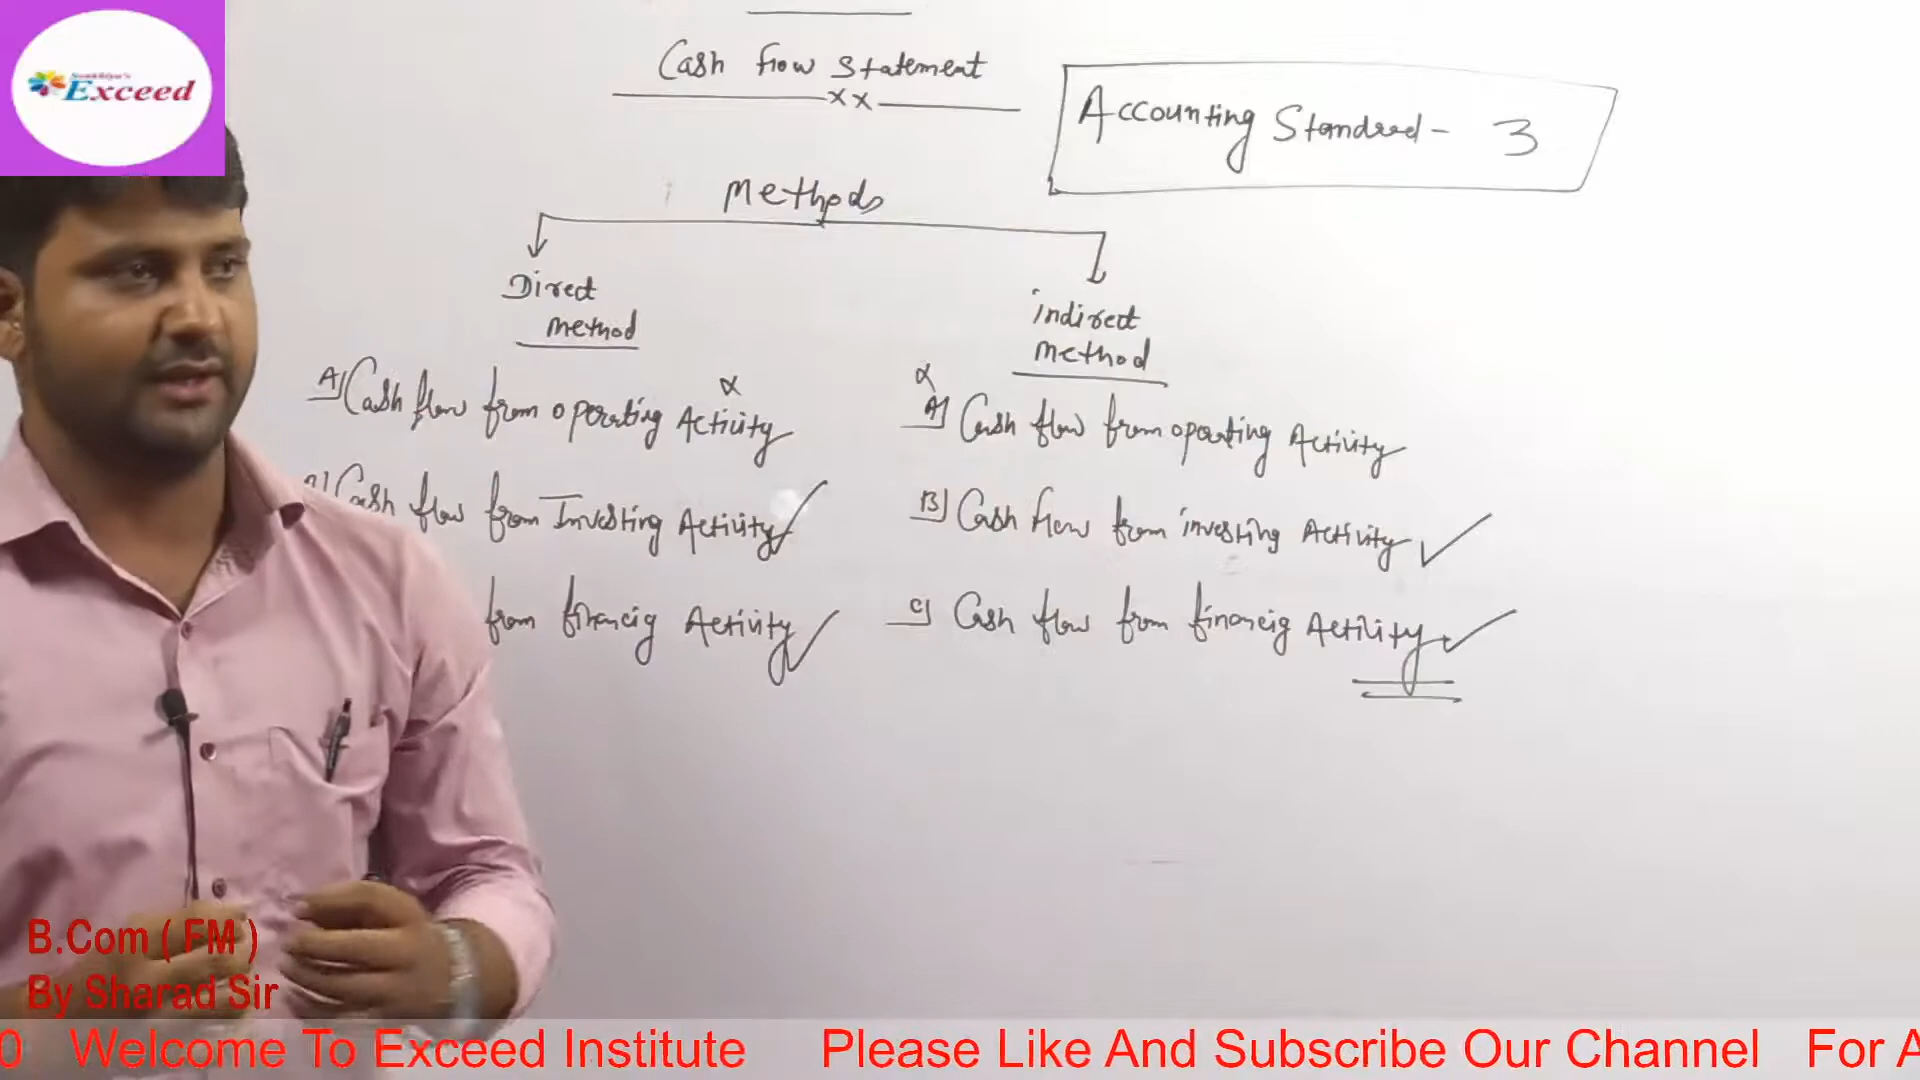 Exceed
Cash flow statement
xx
Accounting Standred - 3
Methods
Direct
method
indirect
method
A) Cash flow from operating Activity
A) Cash flow from operating Activity
Cash flow from Investing Activity
B) Cash flow from investing Activity
from financig Activity
C) Cash flow from financig Activity
B.Com ( FM )
By Sharad Sir
0 Welcome To Exceed Institute Please Like And Subscribe Our Channel For A